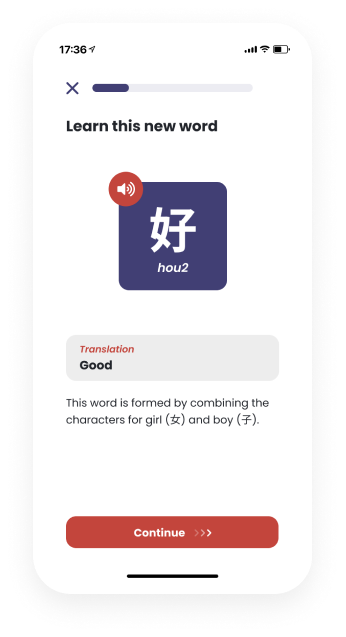 17:36
Learn this new word
好
hou2
Translation
Good
This word is formed by combining the
characters for girl (女) and boy (子).
Continue